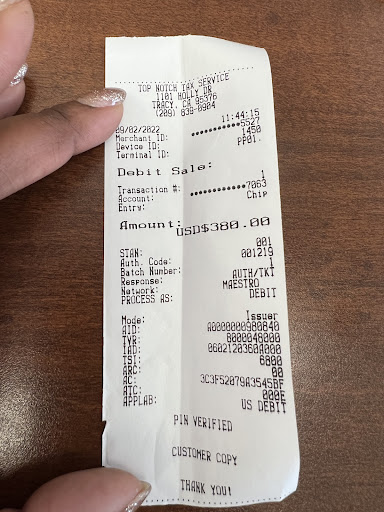 TOP NOTCH TAX SERVICE
1101 HOLLY DR
TRACY, CA 95376
(209) 639-0904
09/02/2022 11:44:15
Merchant ID: ●●●●●●●●●●●5527
Device ID: 1450
Terminal ID: PP01.
Debit Sale:
Transaction #: 1
Account: ●●●●●●●●●●●●7063
Entry: Chip
Amount:
USD$380.00
STAN: 001
Auth. Code: 001219
Batch Number: 1
Response: AUTH/TKT
Network: MAESTRO
PROCESS AS: DEBIT
Mode: Issuer
AID: A0000000980840
TVR: 8000048000
IAD: 0602120360A000
TSI: 6800
ARC: 00
AC: 3C3F52079A3545BF
ATC: 000E
APPLAB: US DEBIT
PIN VERIFIED
CUSTOMER COPY
THANK YOU!